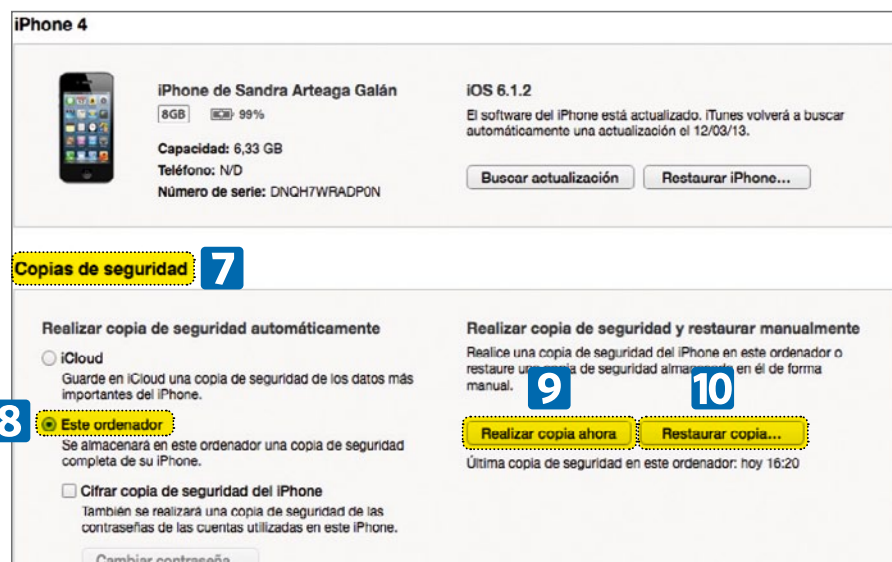 iPhone 4
iPhone de Sandra Arteaga Galán
8GB 99%
Capacidad: 6,33 GB
Teléfono: N/D
Número de serie: DNQH7WRADP0N
iOS 6.1.2
El software del iPhone está actualizado. iTunes volverá a buscar
automáticamente una actualización el 12/03/13.
Buscar actualización
Restaurar iPhone...
Copias de seguridad
7
Realizar copia de seguridad automáticamente
iCloud
Guarde en iCloud una copia de seguridad de los datos más
importantes del iPhone.
8
Este ordenador
Se almacenará en este ordenador una copia de seguridad
completa de su iPhone.
Cifrar copia de seguridad del iPhone
También se realizará una copia de seguridad de las
contraseñas de las cuentas utilizadas en este iPhone.
Cambiar contraseña
Realizar copia de seguridad y restaurar manualmente
Realice una copia de seguridad del iPhone en este ordenador o
restaure una copia de seguridad almacenada en él de forma
manual.
9
10
Realizar copia ahora
Restaurar copia...
Última copia de seguridad en este ordenador: hoy 16:20